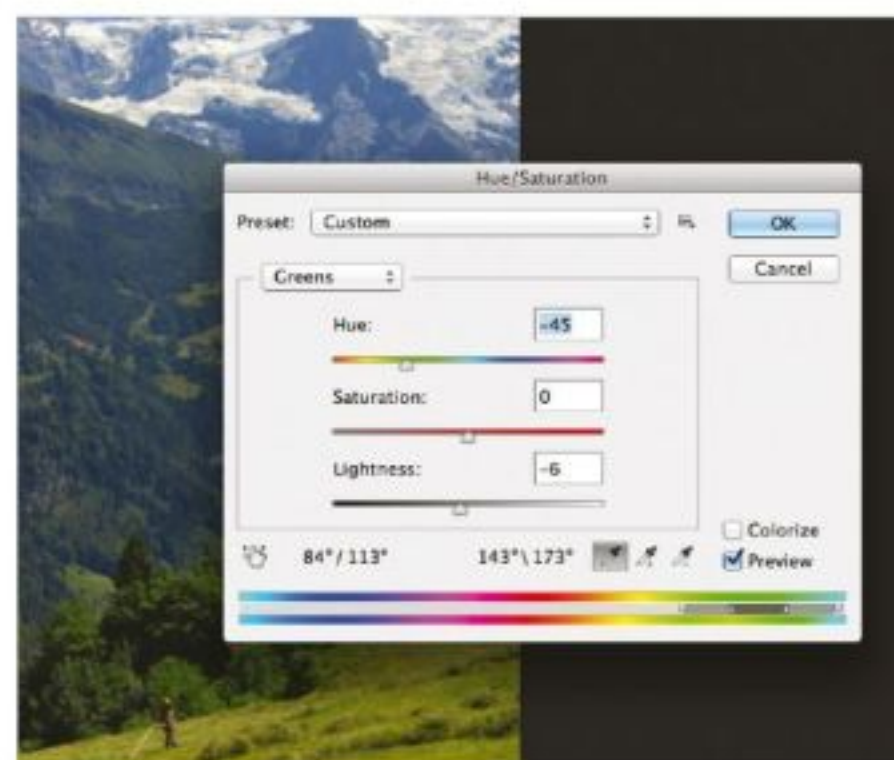 Hue/Saturation
Preset: Custom
OK
Cancel
Greens
Hue: -45
Saturation: 0
Lightness: -6
Colorize
84°/113° 143°\173°
Preview